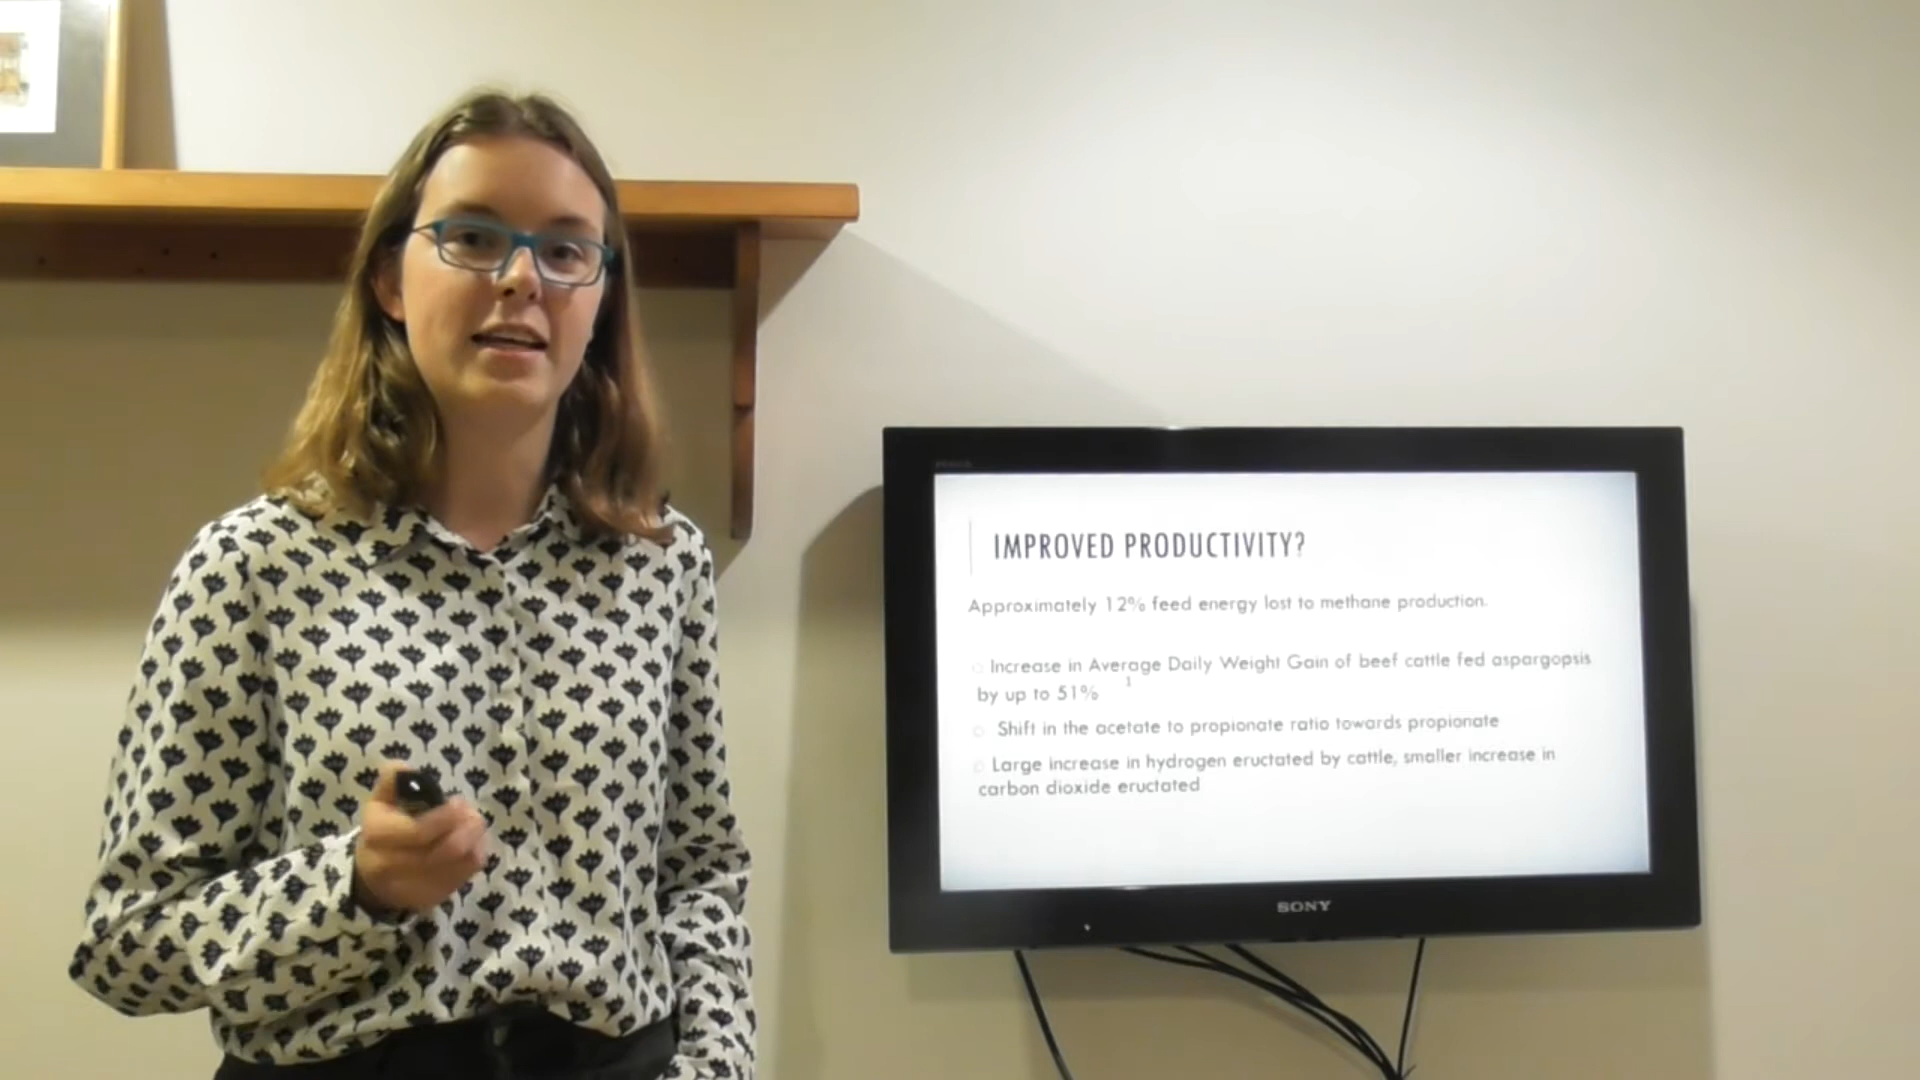 IMPROVED PRODUCTIVITY?
Approximately 12% feed energy lost to methane production.
Increase in Average Daily Weight Gain of beef cattle fed aspargopsis
by up to 51% 1
Shift in the acetate to propionate ratio towards propionate
Large increase in hydrogen eructated by cattle, smaller increase in
carbon dioxide eructated
SONY